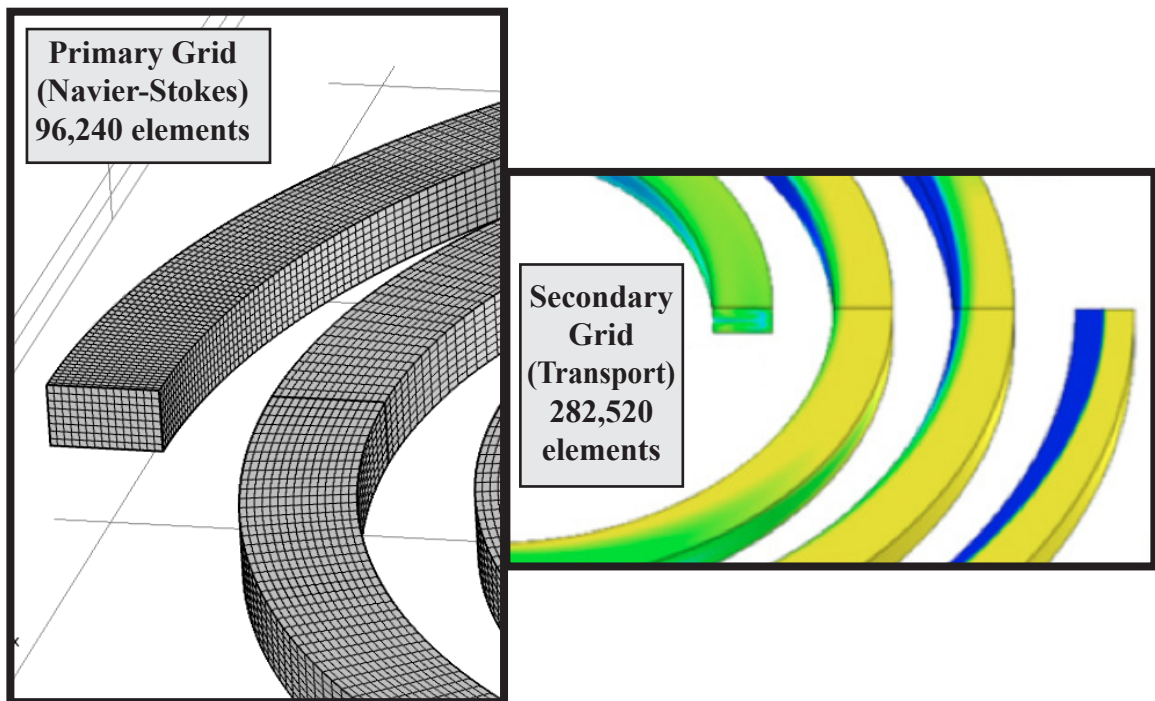 Primary Grid
(Navier-Stokes)
96,240 elements
Secondary
Grid
(Transport)
282,520
elements
x